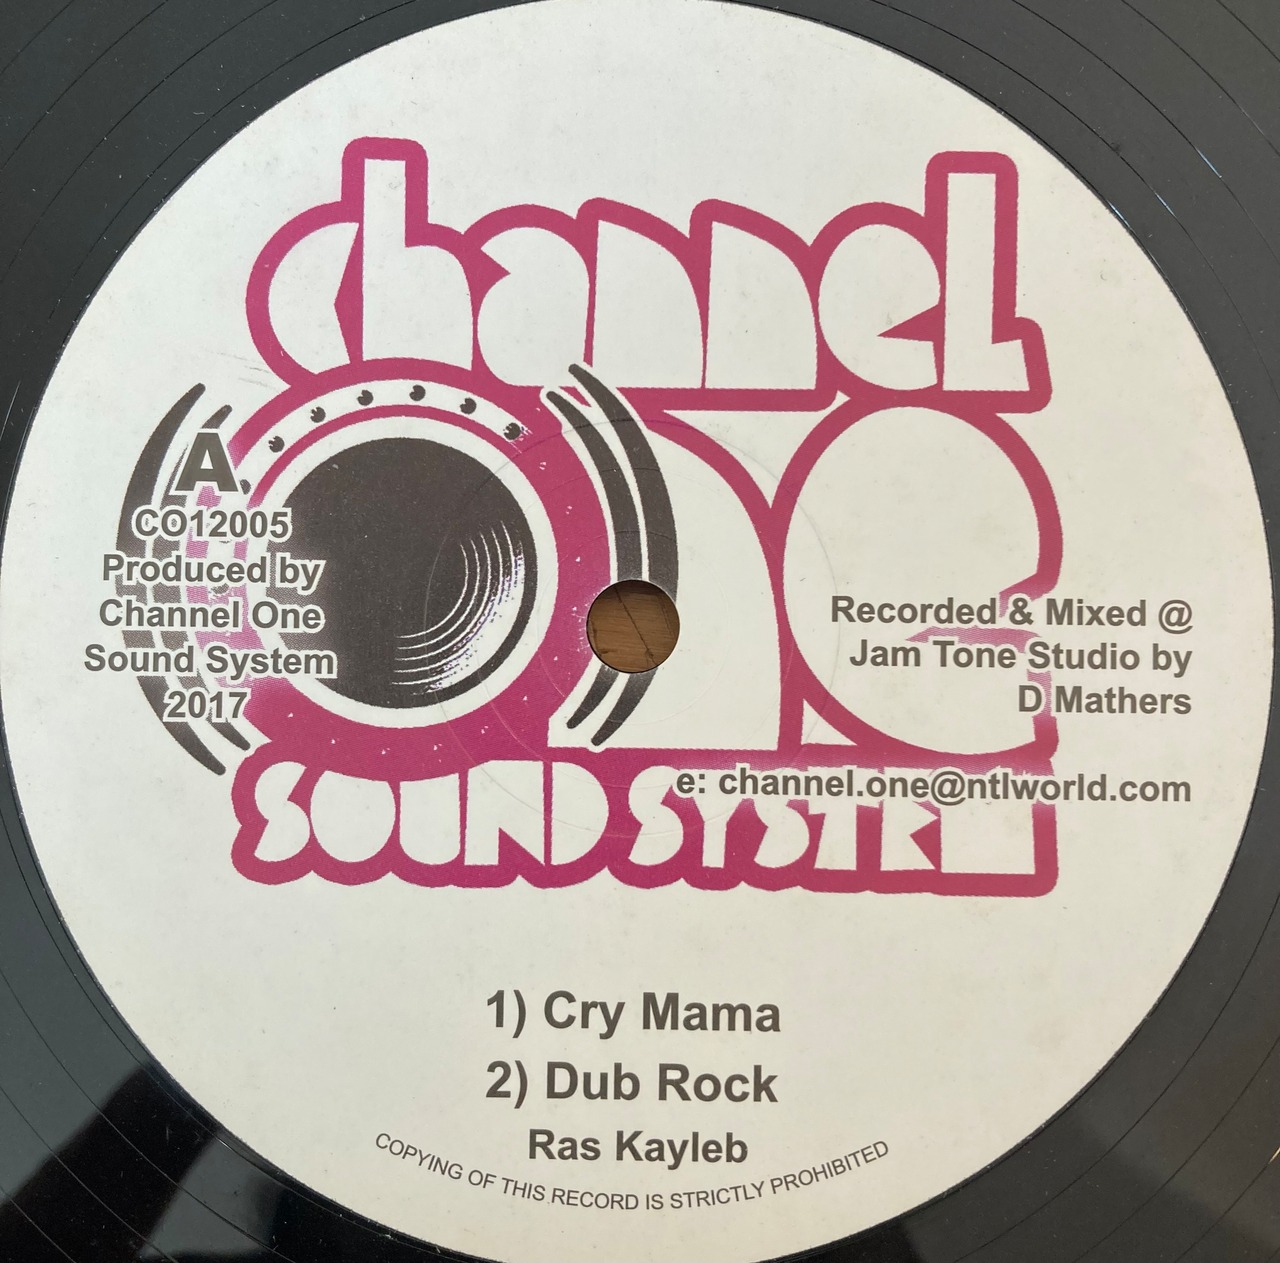 channel
One
SOUND SYSTEM
A
CO12005
Produced by
Channel One
Sound System
2017
Recorded & Mixed @
Jam Tone Studio by
D Mathers
e: channel.one@ntlworld.com
1) Cry Mama
2) Dub Rock
Ras Kayleb
COPYING OF THIS RECORD IS STRICTLY PROHIBITED